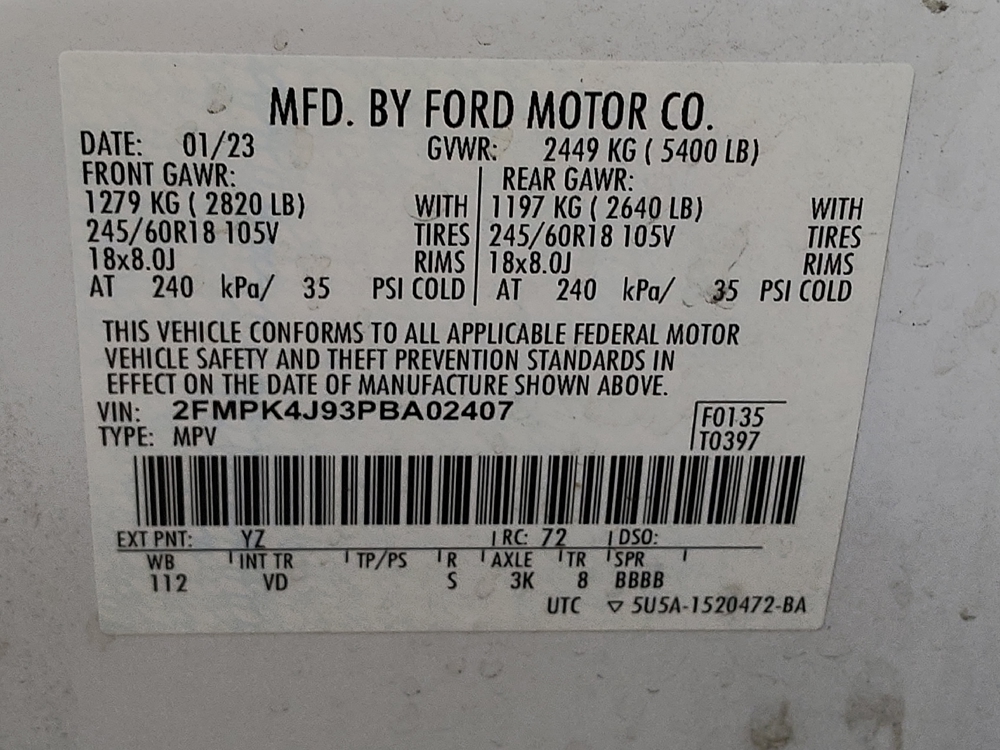 MFD. BY FORD MOTOR CO.
DATE: 01/23 GVWR: 2449 KG ( 5400 LB)
FRONT GAWR: REAR GAWR:
1279 KG ( 2820 LB) WITH 1197 KG ( 2640 LB) WITH
245/60R18 105V TIRES 245/60R18 105V TIRES
18x8.0J RIMS 18x8.0J RIMS
AT 240 kPa/ 35 PSI COLD AT 240 kPa/ 35 PSI COLD
THIS VEHICLE CONFORMS TO ALL APPLICABLE FEDERAL MOTOR
VEHICLE SAFETY AND THEFT PREVENTION STANDARDS IN
EFFECT ON THE DATE OF MANUFACTURE SHOWN ABOVE.
VIN: 2FMPK4J93PBA02407 F0135
TYPE: MPV T0397
EXT PNT: YZ RC: 72 DSO:
WB INT TR TP/PS R AXLE TR SPR
112 VD S 3K 8 BBBB
UTC ▽ 5U5A-1520472-BA